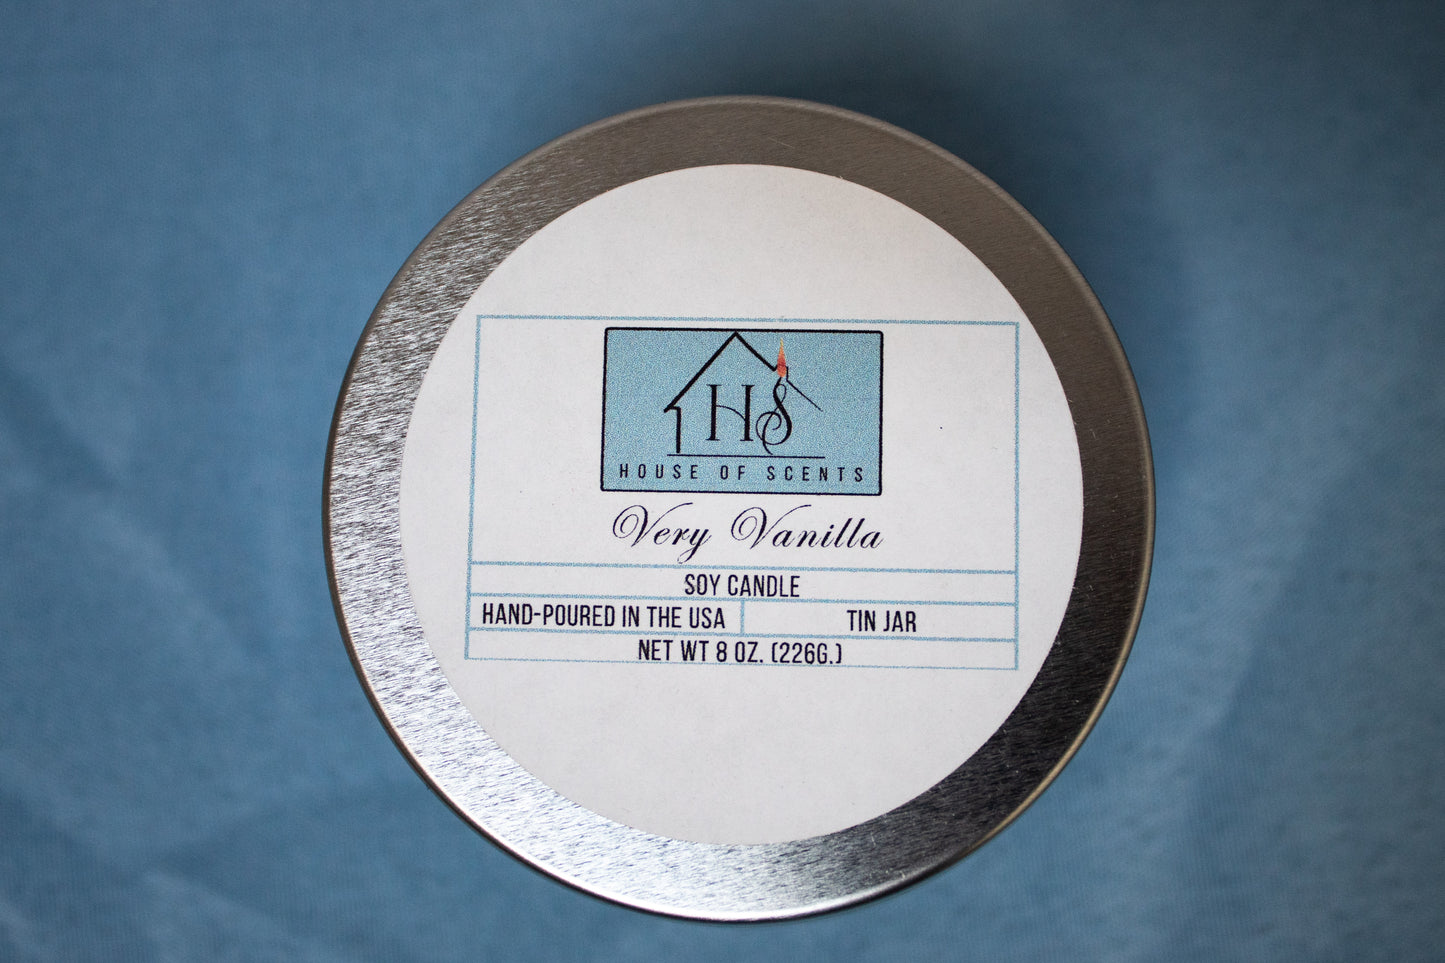 HS
HOUSE OF SCENTS
Very Vanilla
SOY CANDLE
HAND-POURED IN THE USA
TIN JAR
NET WT 8 OZ. (226G.)